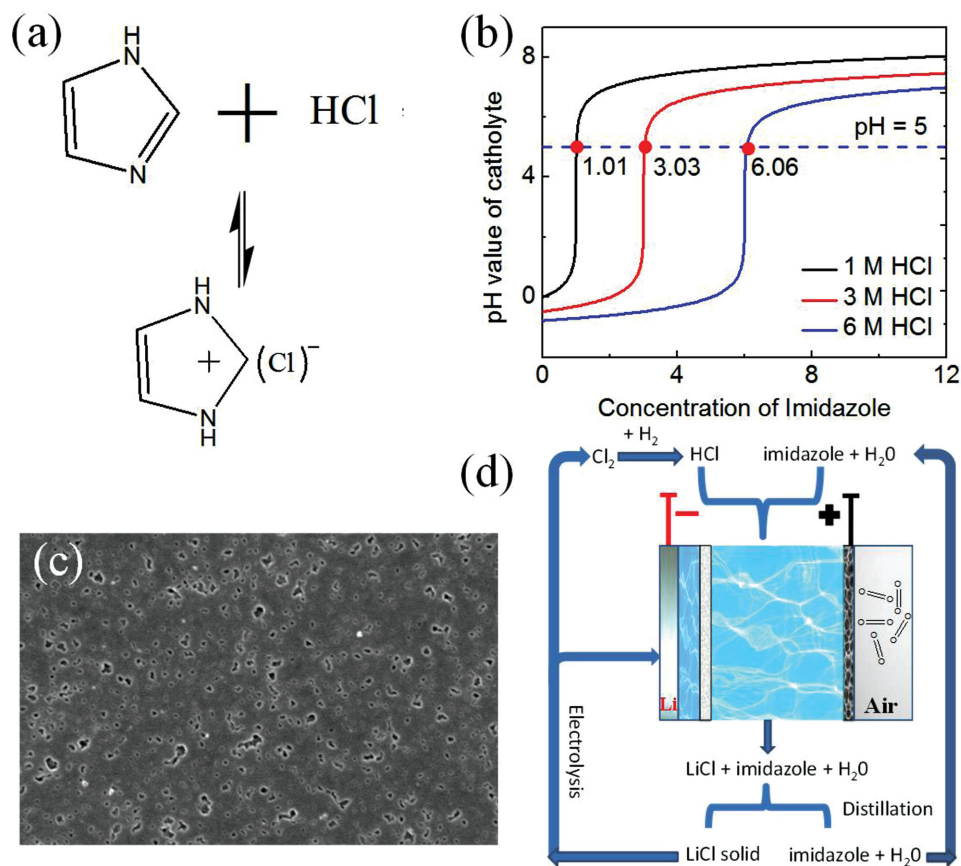 (a)
H
N
N
+
HCl
H
N
+
(Cl)⁻
N
H
(b)
pH value of catholyte
8
4
0
pH = 5
1.01
3.03
6.06
1 M HCl
3 M HCl
6 M HCl
0
4
8
12
Concentration of Imidazole
(c)
(d)
+ H₂
Cl₂
HCl
imidazole + H₂0
−
+
Li
Air
Electrolysis
LiCl + imidazole + H₂0
Distillation
LiCl solid
imidazole + H₂0